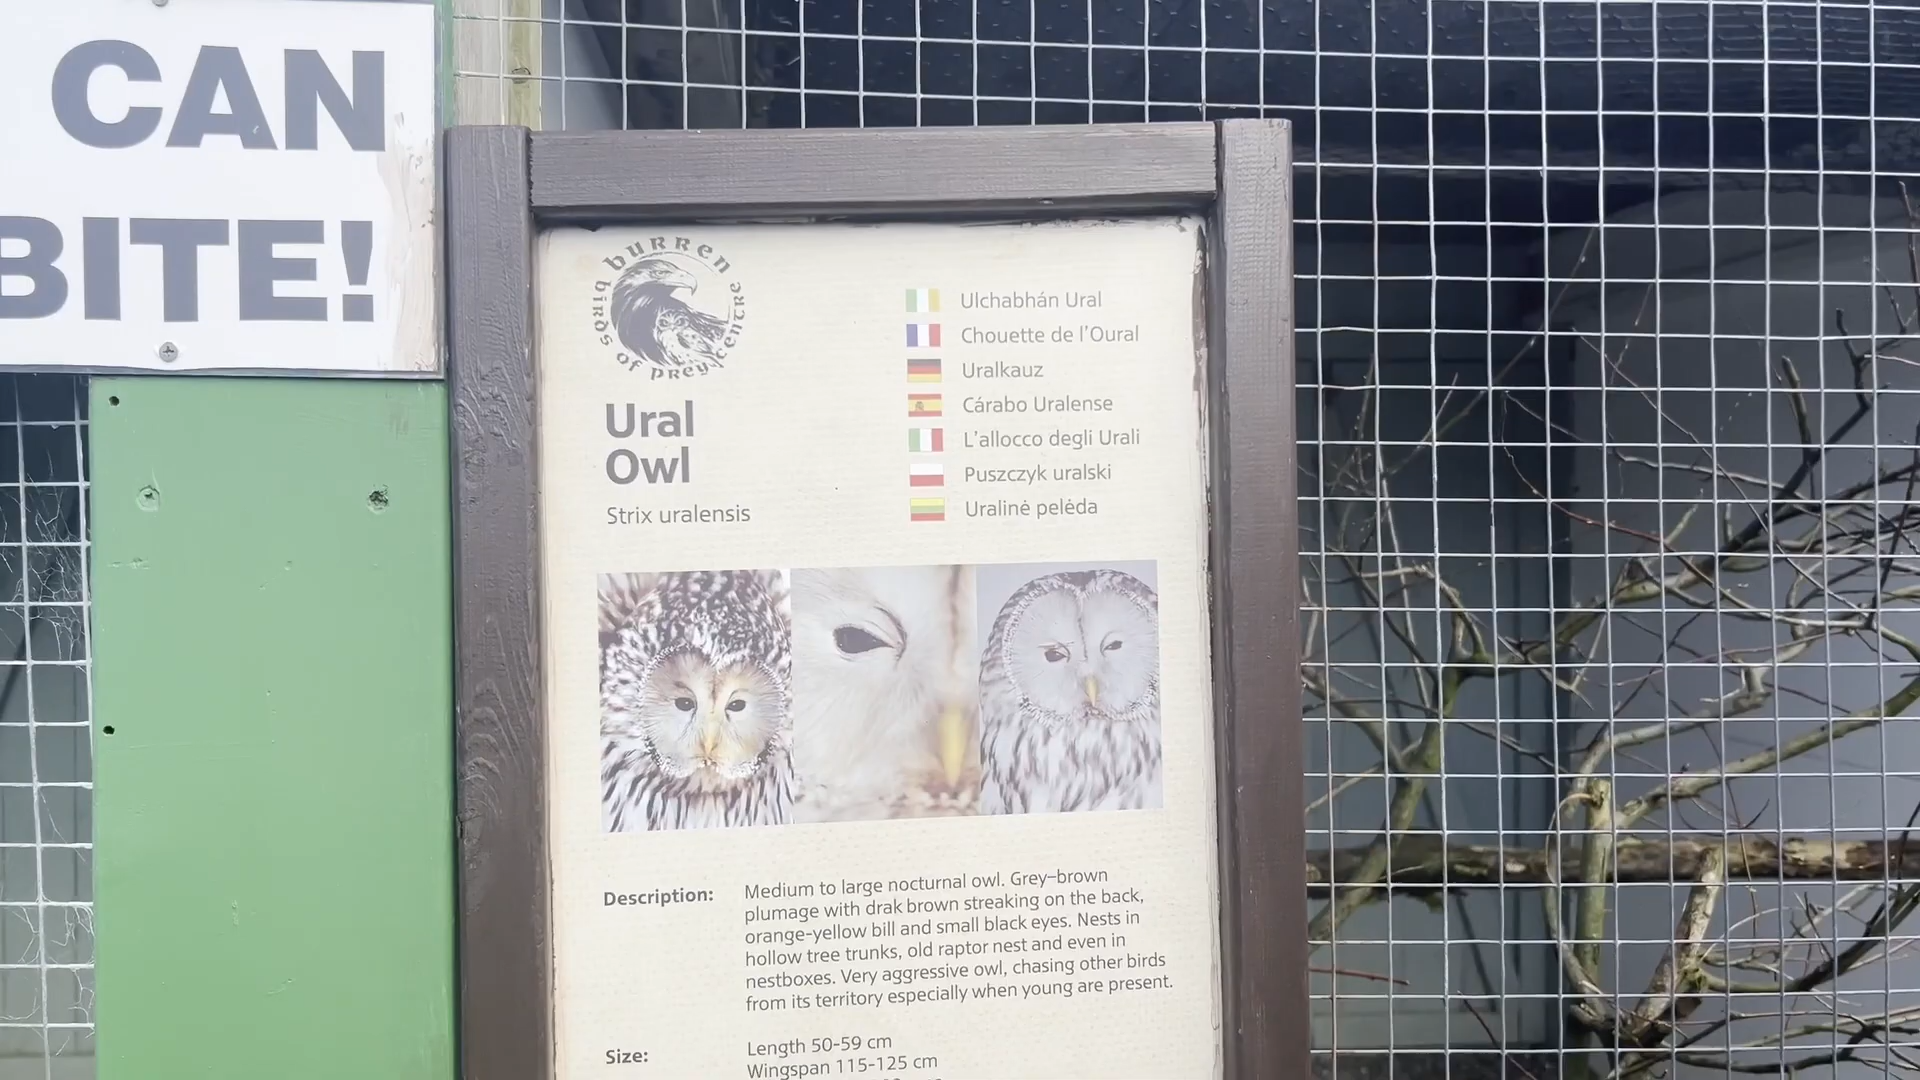 CAN
BITE!
burren
birds of prey centre
Ural
Owl
Strix uralensis
Ulchabhán Ural
Chouette de l'Oural
Uralkauz
Cárabo Uralense
L'allocco degli Urali
Puszczyk uralski
Uralinė pelėda
Description:
Medium to large nocturnal owl. Grey–brown
plumage with drak brown streaking on the back,
orange-yellow bill and small black eyes. Nests in
hollow tree trunks, old raptor nest and even in
nestboxes. Very aggressive owl, chasing other birds
from its territory especially when young are present.
Size:
Length 50-59 cm
Wingspan 115-125 cm